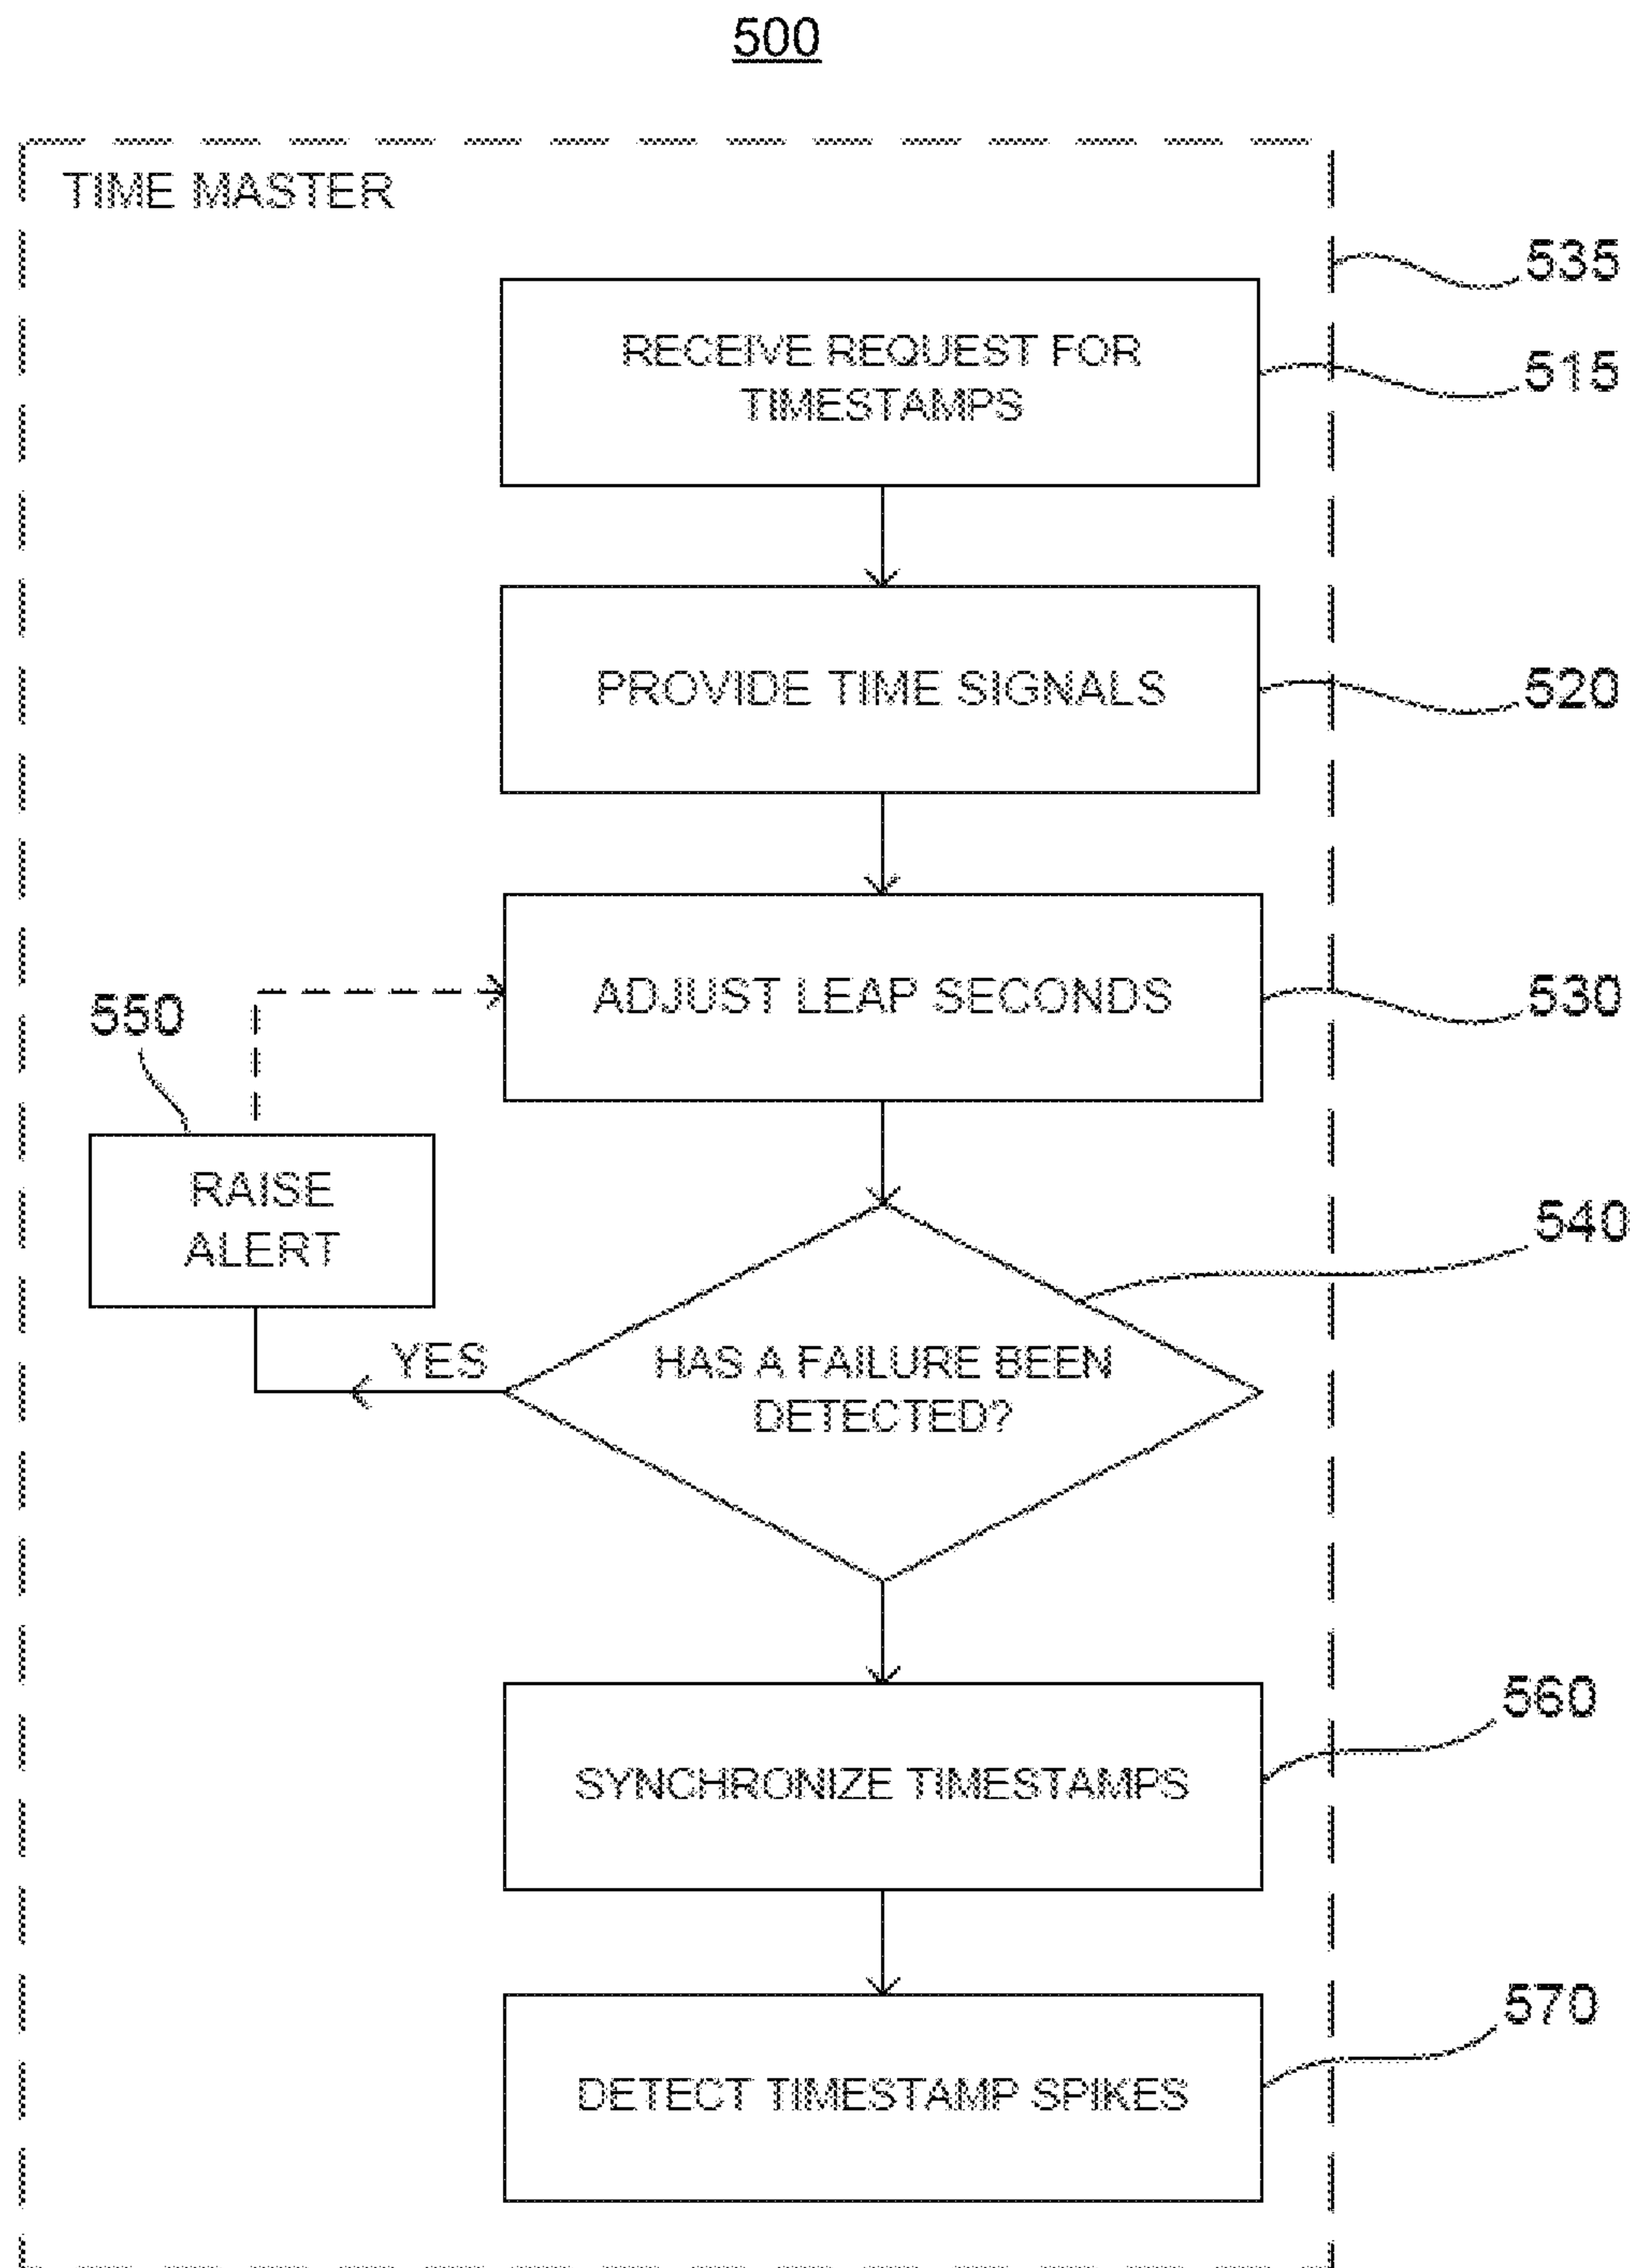 500
TIME MASTER
535
RECEIVE REQUEST FOR
TIMESTAMPS
515
PROVIDE TIME SIGNALS
520
ADJUST LEAP SECONDS
530
550
RAISE
ALERT
540
YES
HAS A FAILURE BEEN
DETECTED?
560
SYNCHRONIZE TIMESTAMPS
570
DETECT TIMESTAMP SPIKES